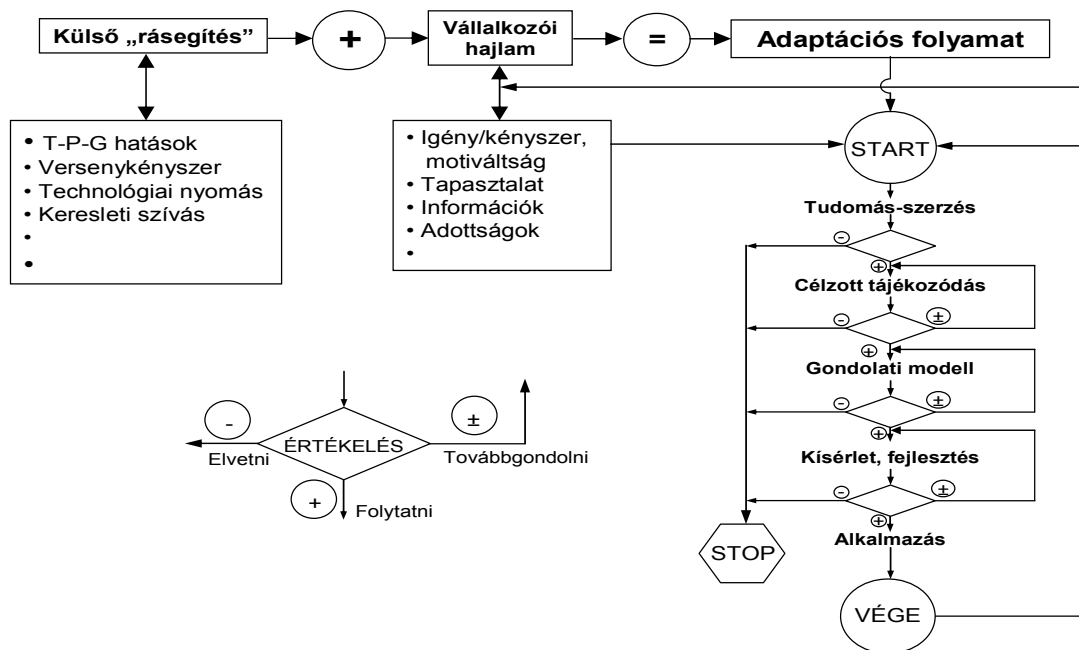 Külső „rásegítés”
+
Vállalkozói
hajlam
=
Adaptációs folyamat
• T-P-G hatások
• Versenykényszer
• Technológiai nyomás
• Keresleti szívás
•
•
• Igény/kényszer,
motiváltság
• Tapasztalat
• Információk
• Adottságok
•
START
Tudomás-szerzés
-
+
Célzott tájékozódás
-
±
+
Gondolati modell
-
±
+
Kísérlet, fejlesztés
-
±
+
Alkalmazás
STOP
VÉGE
-
ÉRTÉKELÉS
±
Elvetni
Továbbgondolni
+
Folytatni